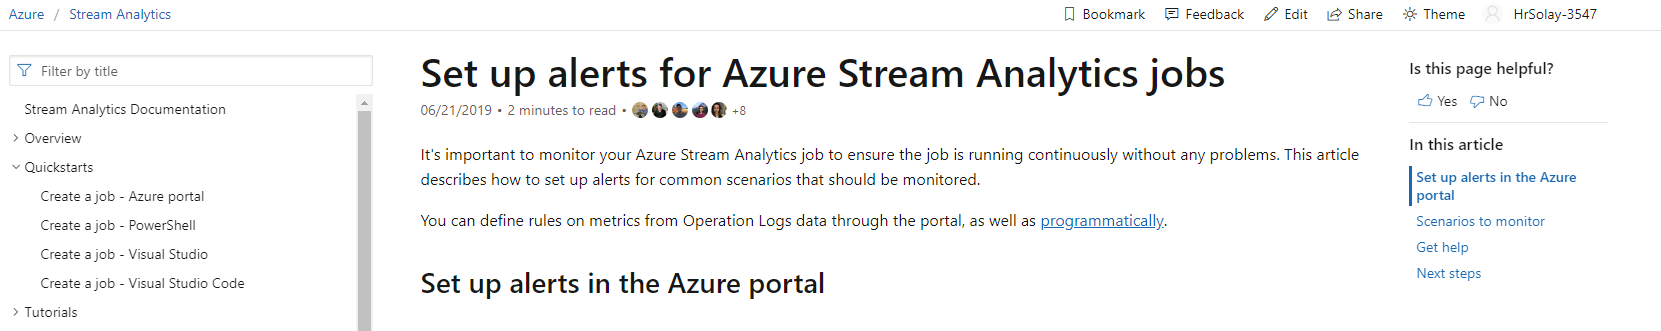 Azure / Stream Analytics
Bookmark Feedback Edit Share Theme HrSolay-3547
Filter by title
Stream Analytics Documentation
Overview
Quickstarts
Create a job - Azure portal
Create a job - PowerShell
Create a job - Visual Studio
Create a job - Visual Studio Code
Tutorials
Set up alerts for Azure Stream Analytics jobs
06/21/2019 • 2 minutes to read • +8
It's important to monitor your Azure Stream Analytics job to ensure the job is running continuously without any problems. This article
describes how to set up alerts for common scenarios that should be monitored.
You can define rules on metrics from Operation Logs data through the portal, as well as programmatically.
Set up alerts in the Azure portal
Is this page helpful?
Yes No
In this article
Set up alerts in the Azure
portal
Scenarios to monitor
Get help
Next steps